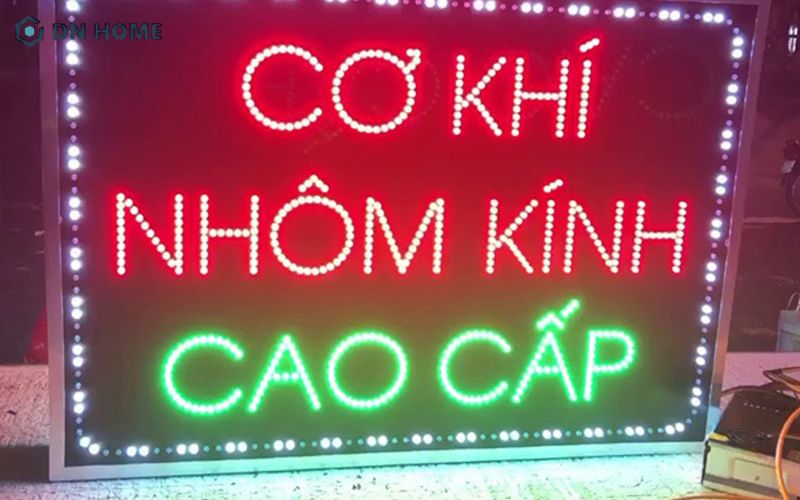 DN HOME
CƠ KHÍ
NHÔM KÍNH
CAO CẤP